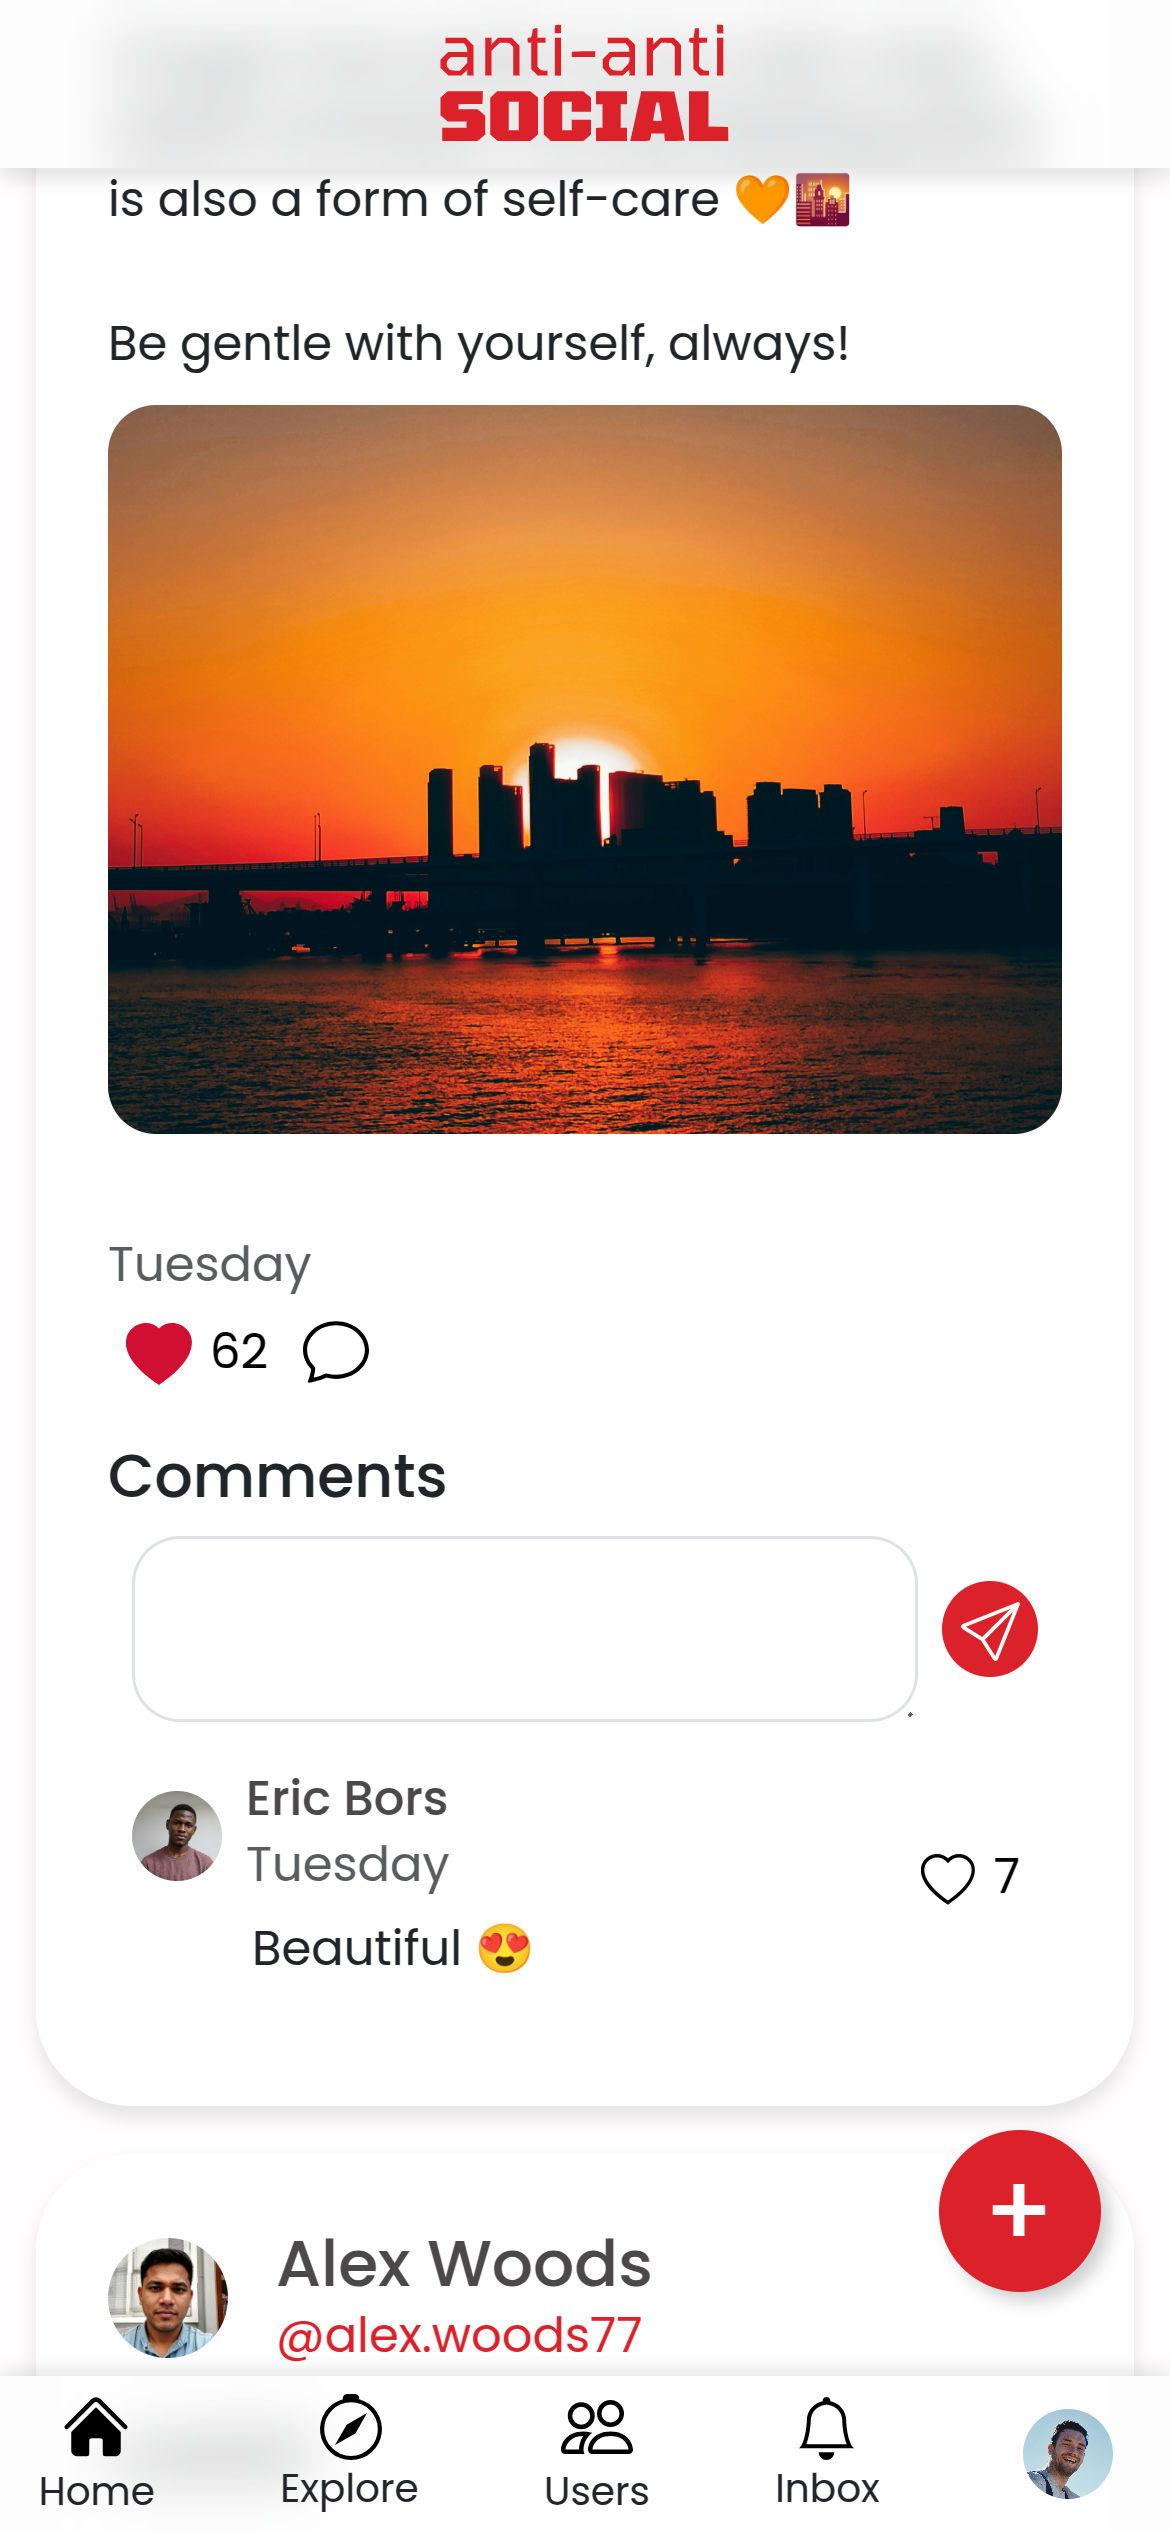 anti-anti
SOCIAL
is also a form of self-care 🧡🌇
Be gentle with yourself, always!
Tuesday
62
Comments
Eric Bors
Tuesday
7
Beautiful 😍
Alex Woods
@alex.woods77
Home
Explore
Users
Inbox